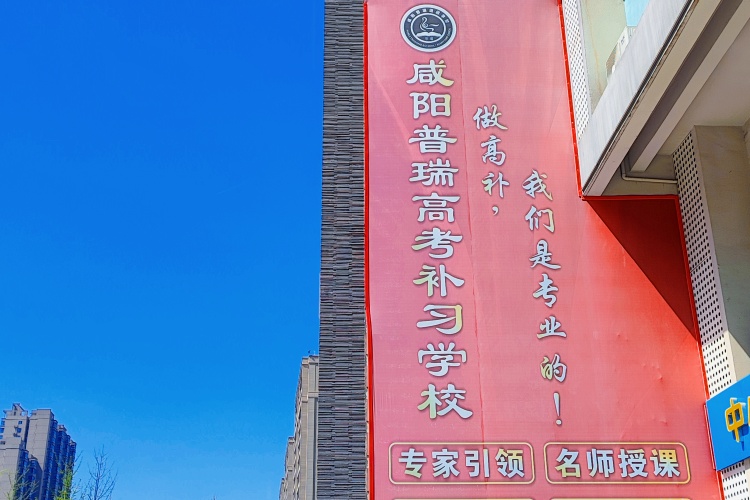 咸阳普瑞高考补习学校
做高补，
我们是专业的！
专家引领
名师授课
中